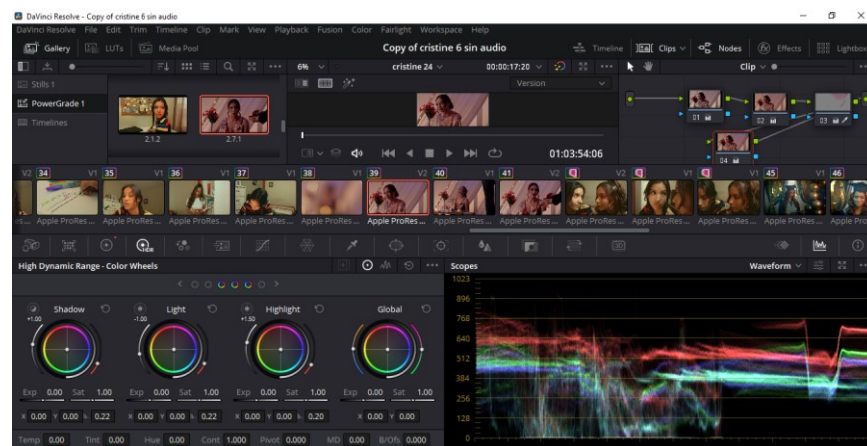 DaVinci Resolve - Copy of cristine 6 sin audio
DaVinci Resolve File Edit Trim Timeline Clip Mark View Playback Fusion Color Fairlight Workspace Help
Gallery LUTs Media Pool Copy of cristine 6 sin audio Timeline Clips Nodes Effects Lightbox
6% cristine 24 00:00:17:20 Clip
Stills 1
PowerGrade 1
Timelines
2.1.2 2.7.1
Version
01 02 03
04
01:03:54:06
V2 34 V1 35 V1 36 V1 37 V1 38 V1 39 V2 40 V1 41 V2 V2 V1 V1 45 V1 46
Apple ProRes... Apple ProRes... Apple ProRes... Apple ProRes... Apple ProRes... Apple ProRes... Apple ProRes... Apple ProRes... Apple ProRes... Apple ProRes... Apple ProRes... Apple ProRes...
High Dynamic Range - Color Wheels
Scopes Waveform
Shadow Light Highlight Global
+1.00 -1.00 +1.50
Exp 0.00 Sat 1.00 Exp 0.00 Sat 1.00 Exp 0.00 Sat 1.00 Exp 0.00 Sat 1.00
X 0.00 Y 0.00 0.22 X 0.00 Y 0.00 0.22 X 0.00 Y 0.00 0.20 X 0.00 Y 0.00
Temp 0.00 Tint 0.00 Hue 0.00 Cont 1.000 Pivot 0.000 MD 0.00 B/Ofs 0.000
1023
896
768
640
512
384
256
128
0